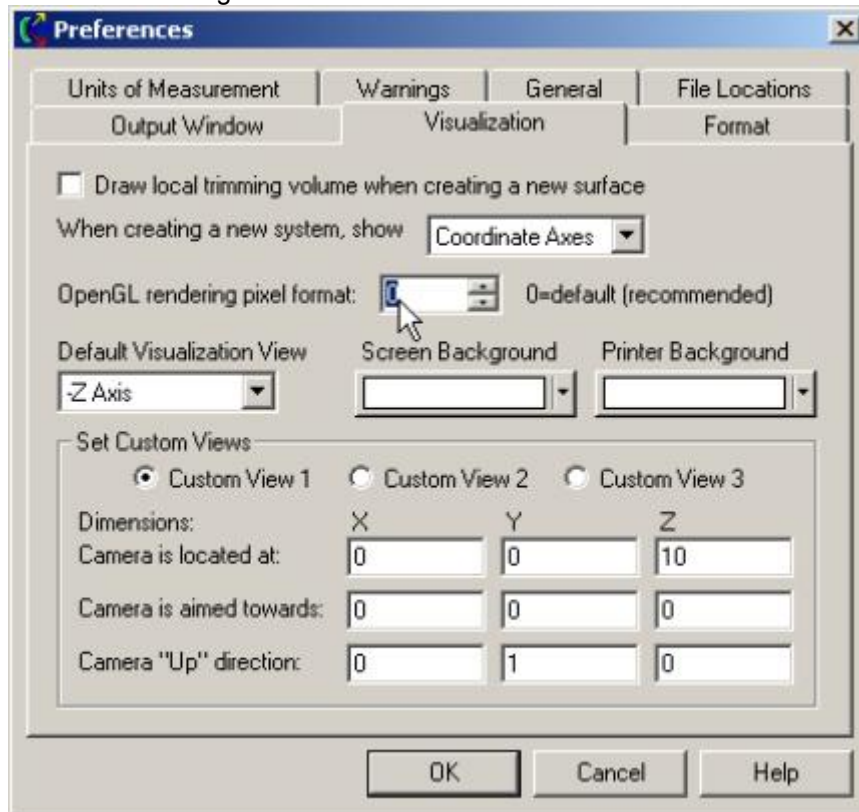 Preferences
Units of Measurement Warnings General File Locations
Output Window Visualization Format
Draw local trimming volume when creating a new surface
When creating a new system, show Coordinate Axes
OpenGL rendering pixel format: 0 0=default (recommended)
Default Visualization View Screen Background Printer Background
-Z Axis
Set Custom Views
Custom View 1 Custom View 2 Custom View 3
Dimensions: X Y Z
Camera is located at: 0 0 10
Camera is aimed towards: 0 0 0
Camera "Up" direction: 0 1 0
OK Cancel Help